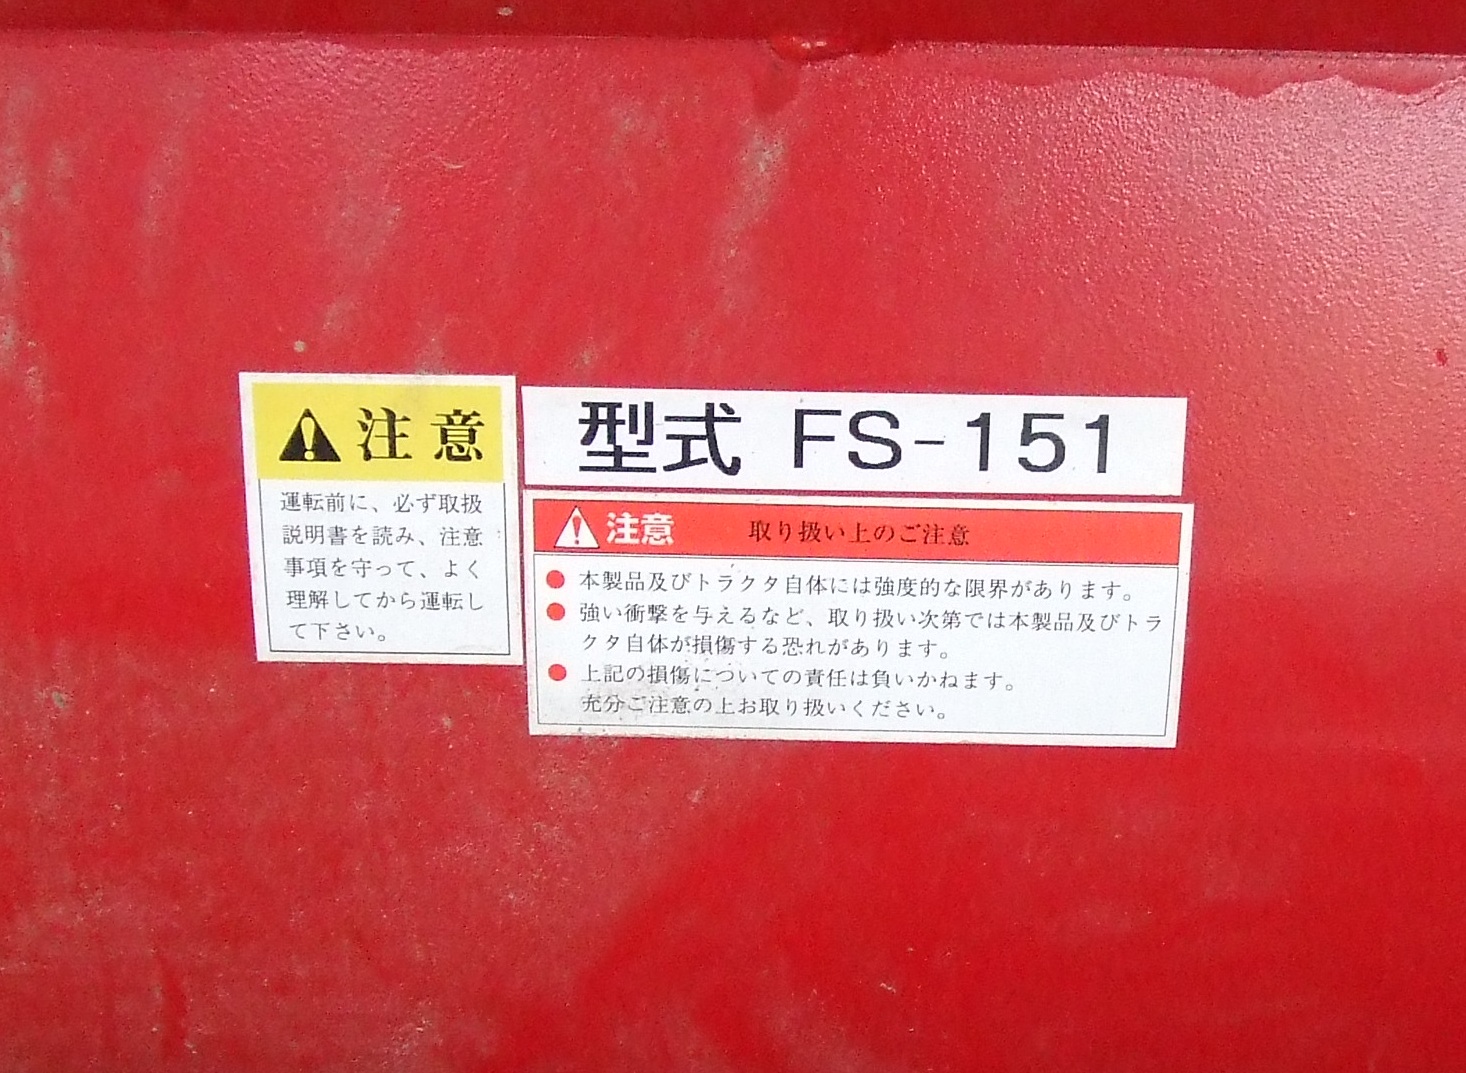 注意
運転前に、必ず取扱
説明書を読み、注意
事項を守って、よく
理解してから運転し
て下さい。
型式 FS-151
注意 取り扱い上のご注意
● 本製品及びトラクタ自体には強度的な限界があります。
● 強い衝撃を与えるなど、取り扱い次第では本製品及びトラ
クタ自体が損傷する恐れがあります。
● 上記の損傷についての責任は負いかねます。
充分ご注意の上お取り扱いください。